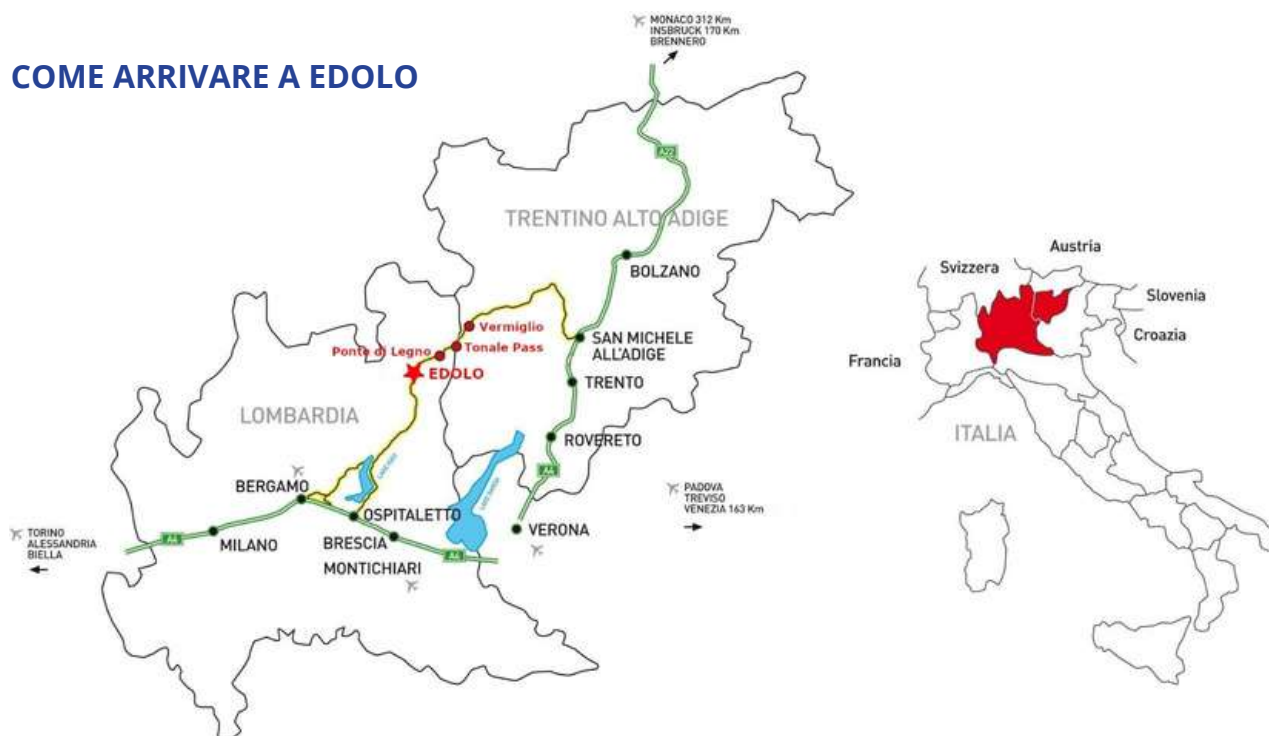 COME ARRIVARE A EDOLO
MONACO 312 Km
INSBRUCK 170 Km
BRENNERO
A22
TRENTINO ALTO ADIGE
BOLZANO
Vermiglio
SAN MICHELE
ALL'ADIGE
Ponte di Legno
Tonale Pass
EDOLO
TRENTO
LOMBARDIA
ROVERETO
A4
LAKE GARDA
BERGAMO
OSPITALETTO
PADOVA
TREVISO
VENEZIA 163 Km
VERONA
TORINO
ALESSANDRIA
BIELLA
A4
MILANO
BRESCIA
A4
MONTICHIARI
Austria
Svizzera
Slovenia
Croazia
Francia
ITALIA